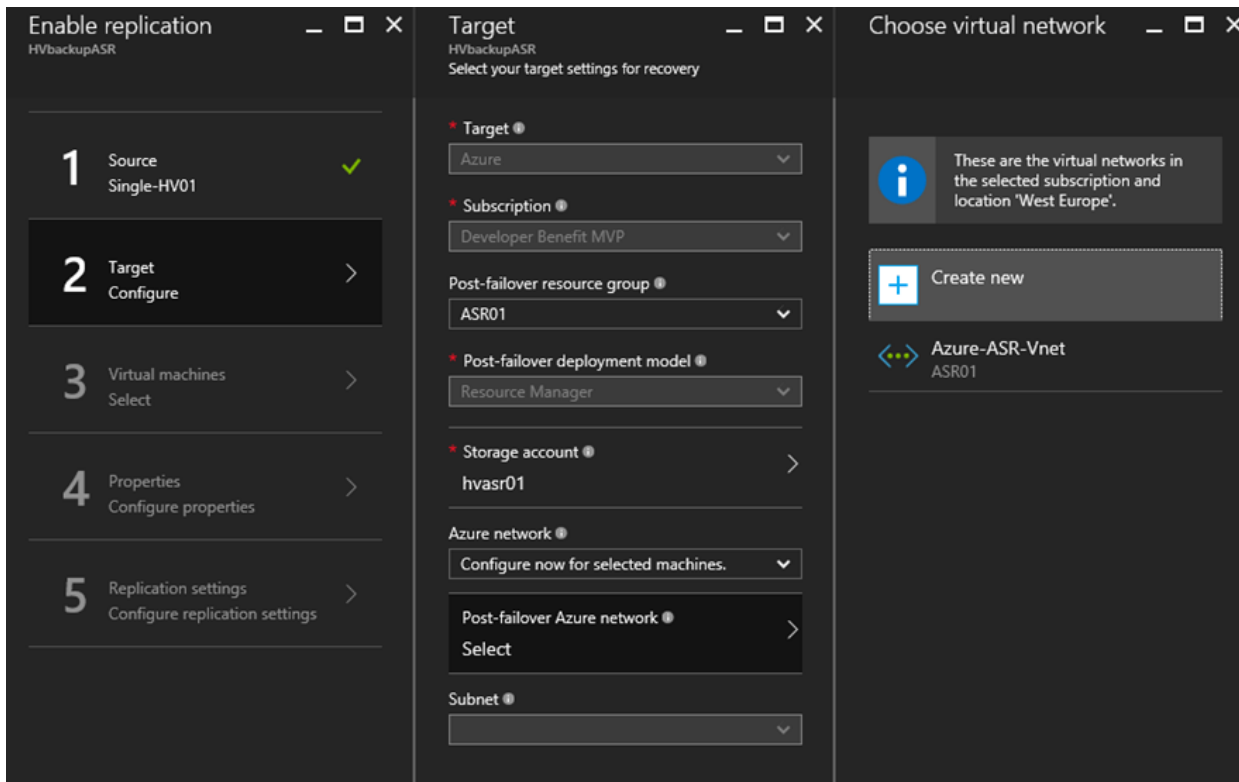 Enable replication
HVbackupASR
1
Source
Single-HV01
2
Target
Configure
3
Virtual machines
Select
4
Properties
Configure properties
5
Replication settings
Configure replication settings
Target
HVbackupASR
Select your target settings for recovery
* Target
Azure
* Subscription
Developer Benefit MVP
Post-failover resource group
ASR01
* Post-failover deployment model
Resource Manager
* Storage account
hvasr01
Azure network
Configure now for selected machines.
Post-failover Azure network
Select
Subnet
Choose virtual network
These are the virtual networks in
the selected subscription and
location 'West Europe'.
Create new
Azure-ASR-Vnet
ASR01